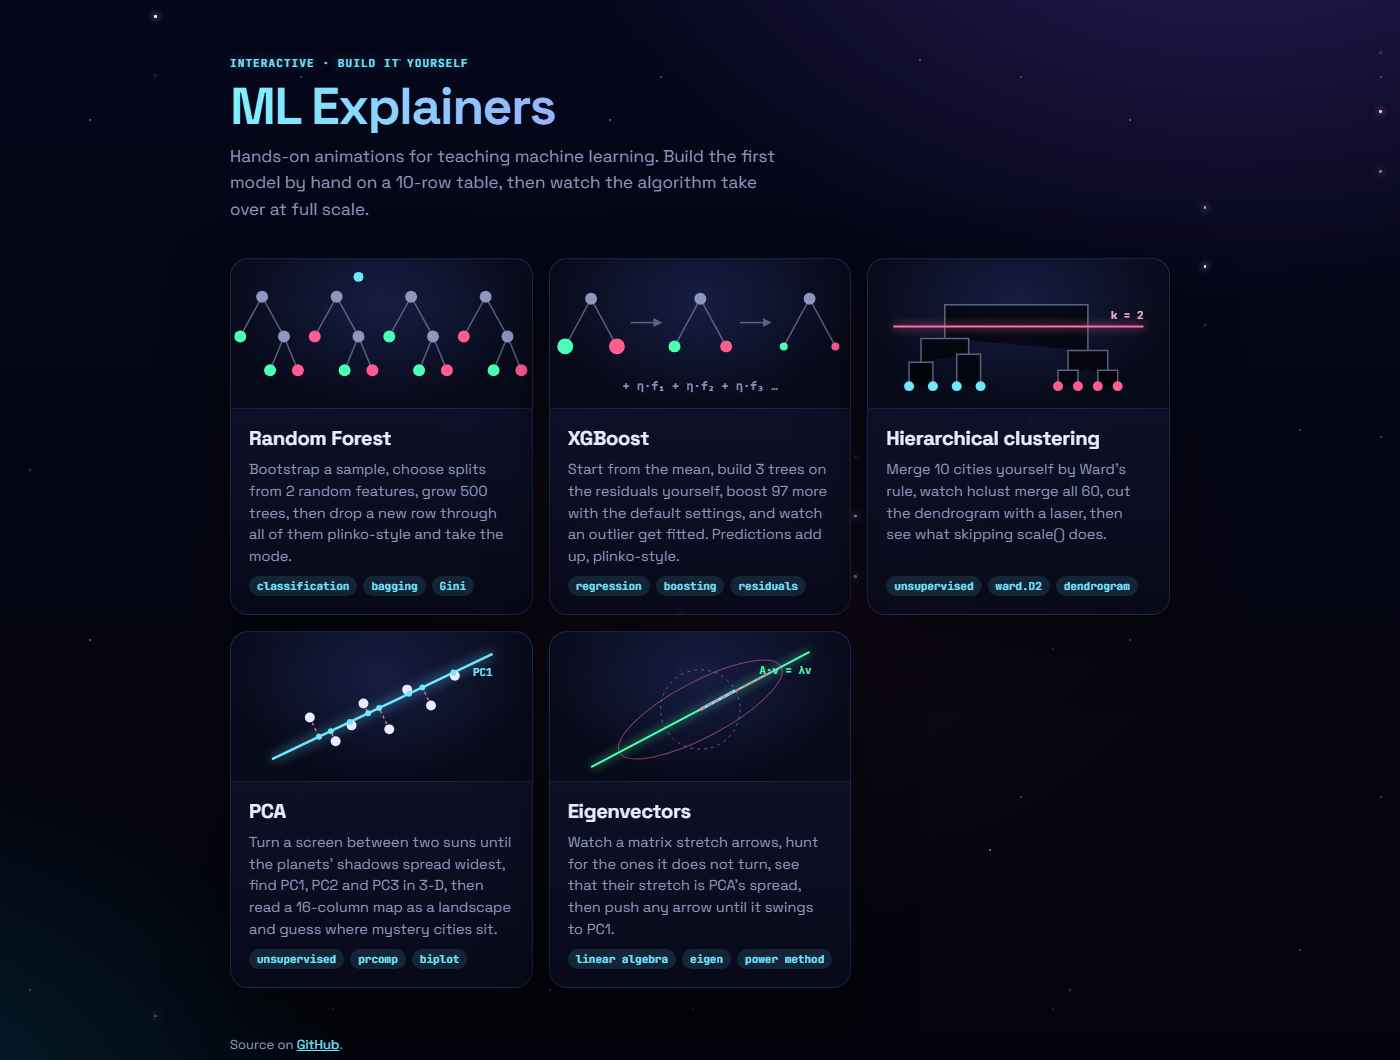 INTERACTIVE · BUILD IT YOURSELF
ML Explainers
Hands-on animations for teaching machine learning. Build the first
model by hand on a 10-row table, then watch the algorithm take
over at full scale.
Random Forest
Bootstrap a sample, choose splits
from 2 random features, grow 500
trees, then drop a new row through
all of them plinko-style and take the
mode.
classification bagging Gini
+ η·f₁ + η·f₂ + η·f₃ …
XGBoost
Start from the mean, build 3 trees on
the residuals yourself, boost 97 more
with the default settings, and watch
an outlier get fitted. Predictions add
up, plinko-style.
regression boosting residuals
k = 2
Hierarchical clustering
Merge 10 cities yourself by Ward's
rule, watch hclust merge all 60, cut
the dendrogram with a laser, then
see what skipping scale() does.
unsupervised ward.D2 dendrogram
PC1
PCA
Turn a screen between two suns until
the planets' shadows spread widest,
find PC1, PC2 and PC3 in 3-D, then
read a 16-column map as a landscape
and guess where mystery cities sit.
unsupervised prcomp biplot
A·v = λv
Eigenvectors
Watch a matrix stretch arrows, hunt
for the ones it does not turn, see
that their stretch is PCA's spread,
then push any arrow until it swings
to PC1.
linear algebra eigen power method
Source on GitHub.